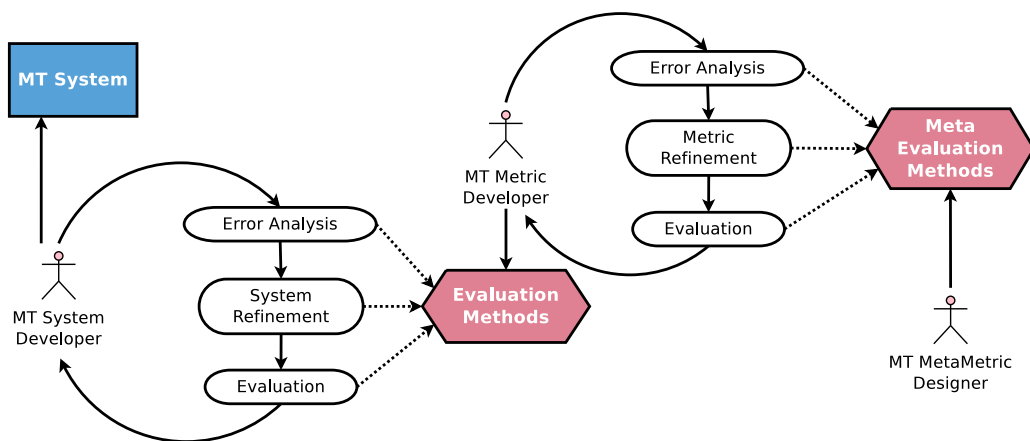 MT System
Error Analysis
System
Refinement
Evaluation
MT System
Developer
Error Analysis
Metric
Refinement
Evaluation
MT Metric
Developer
Evaluation
Methods
Meta
Evaluation
Methods
MT MetaMetric
Designer